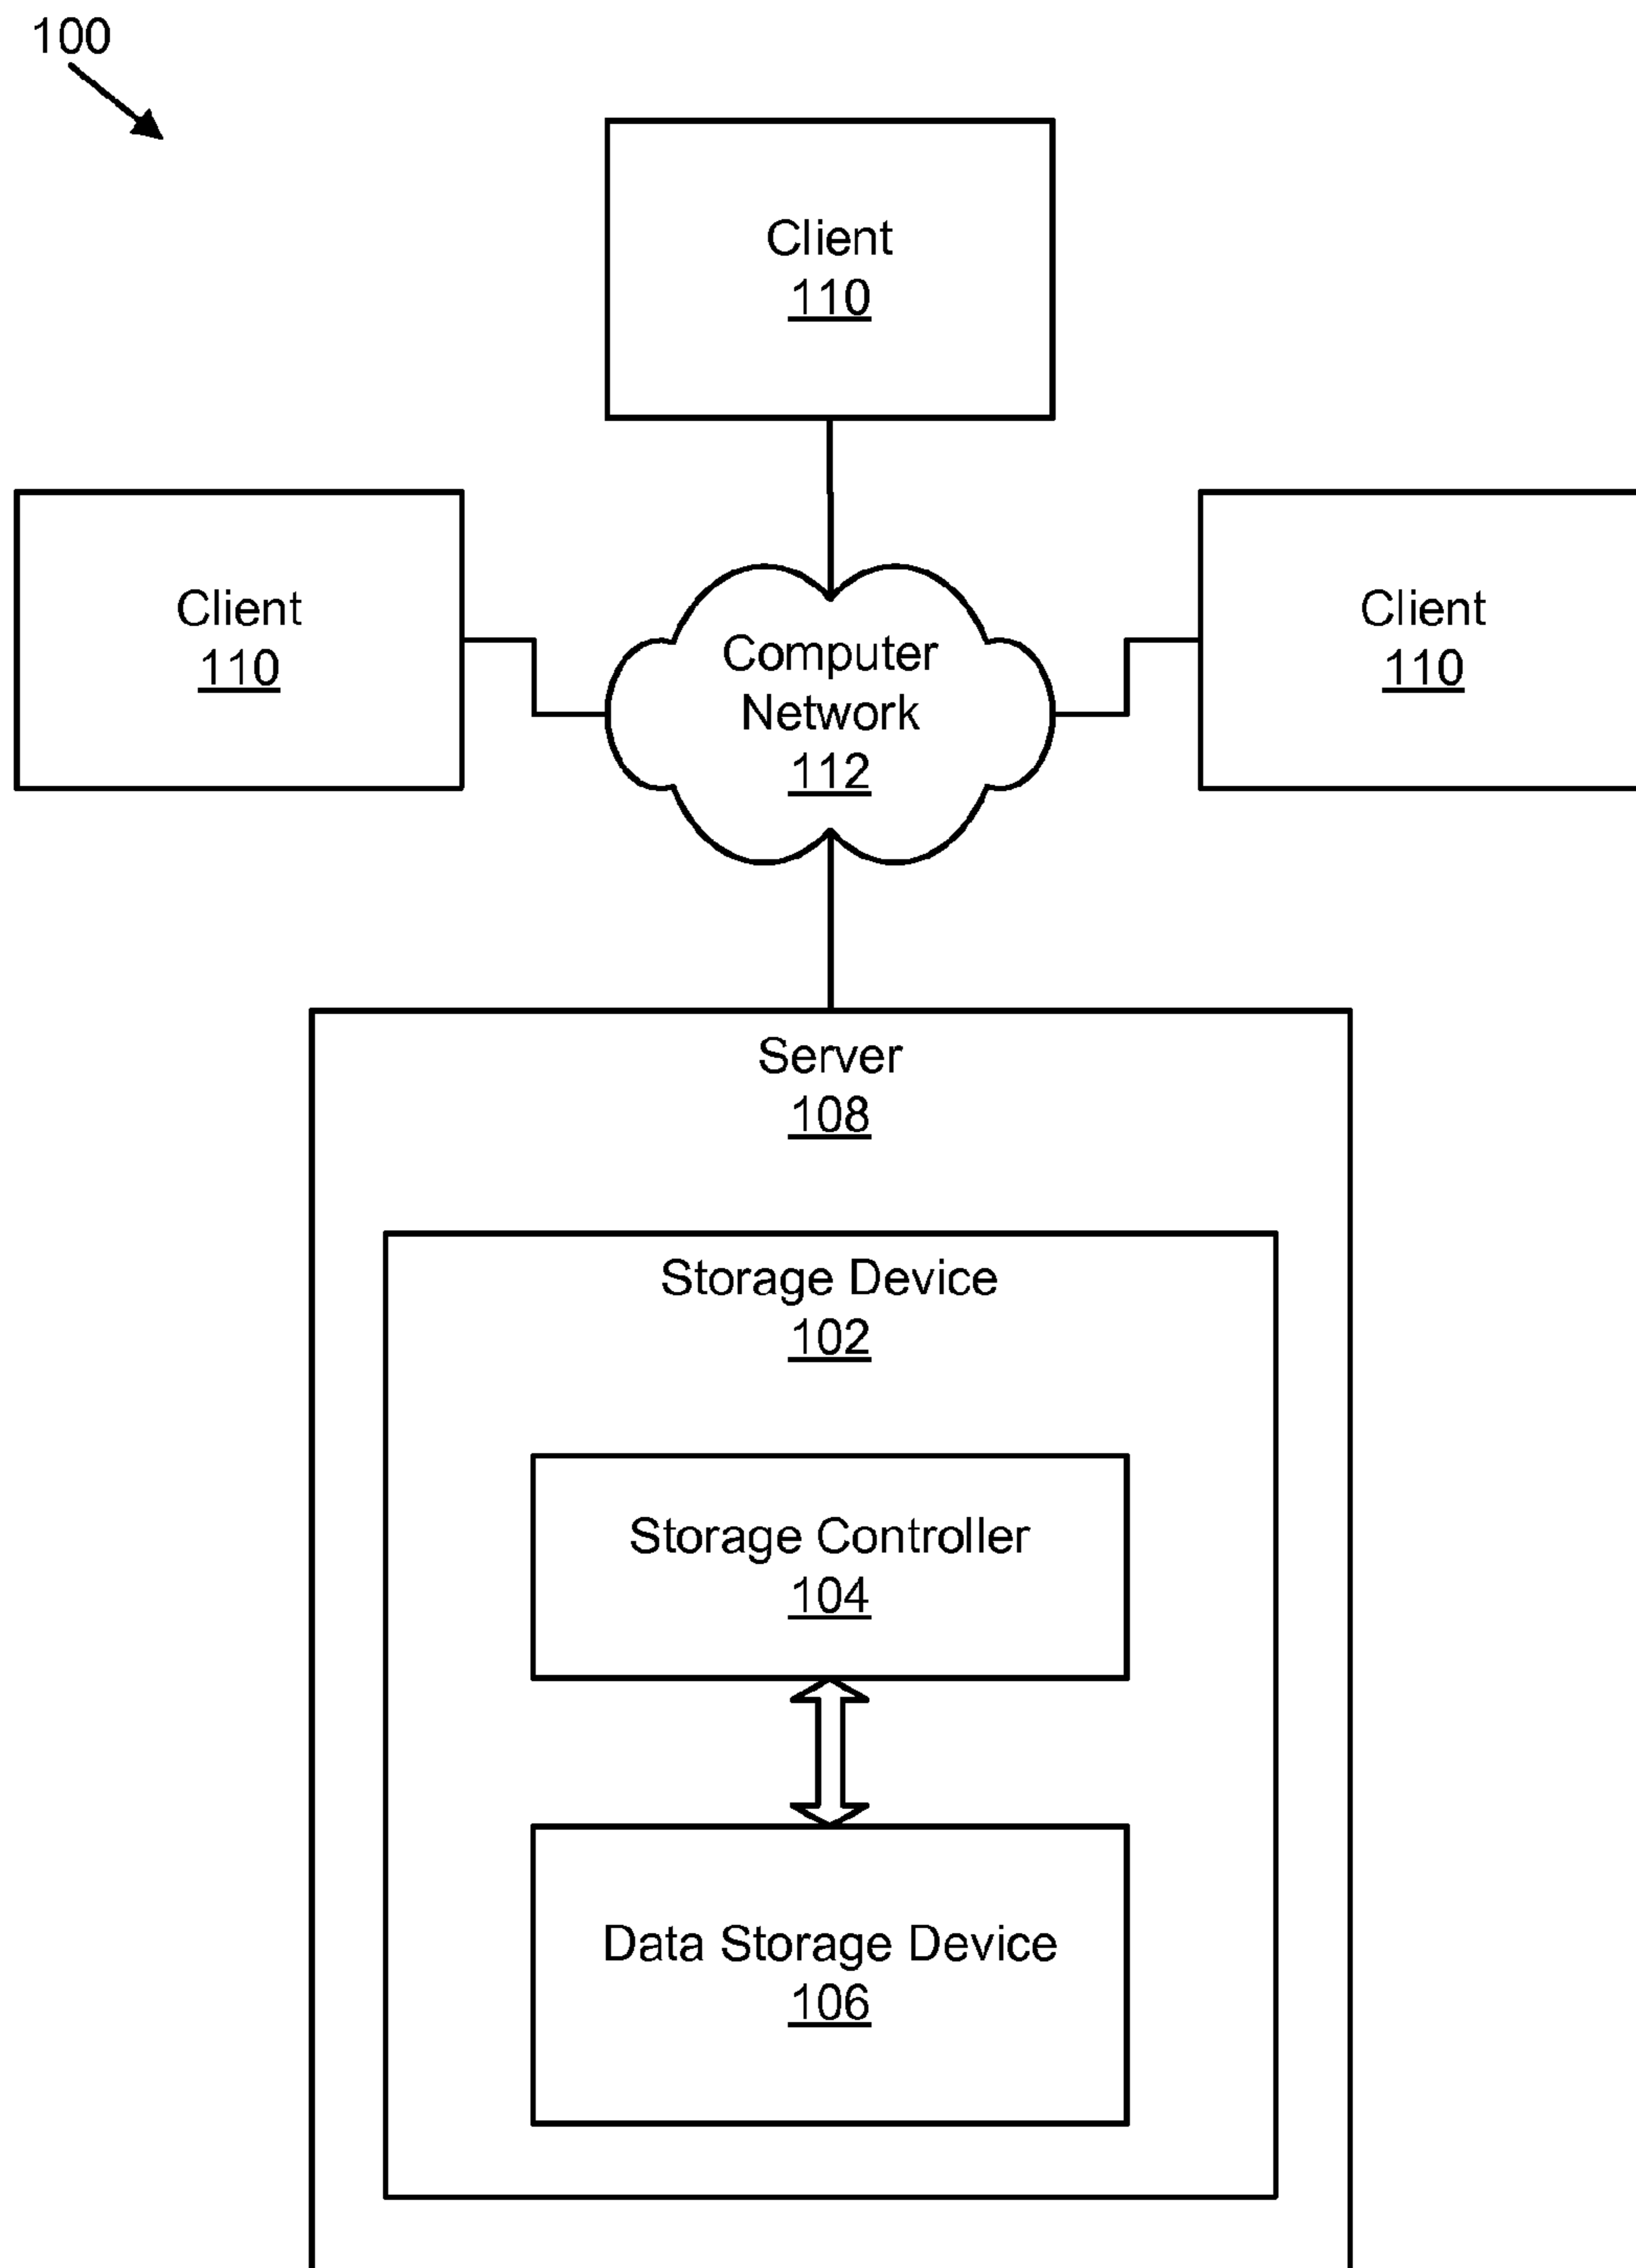 100
Client
110
Client
110
Client
110
Computer
Network
112
Server
108
Storage Device
102
Storage Controller
104
Data Storage Device
106